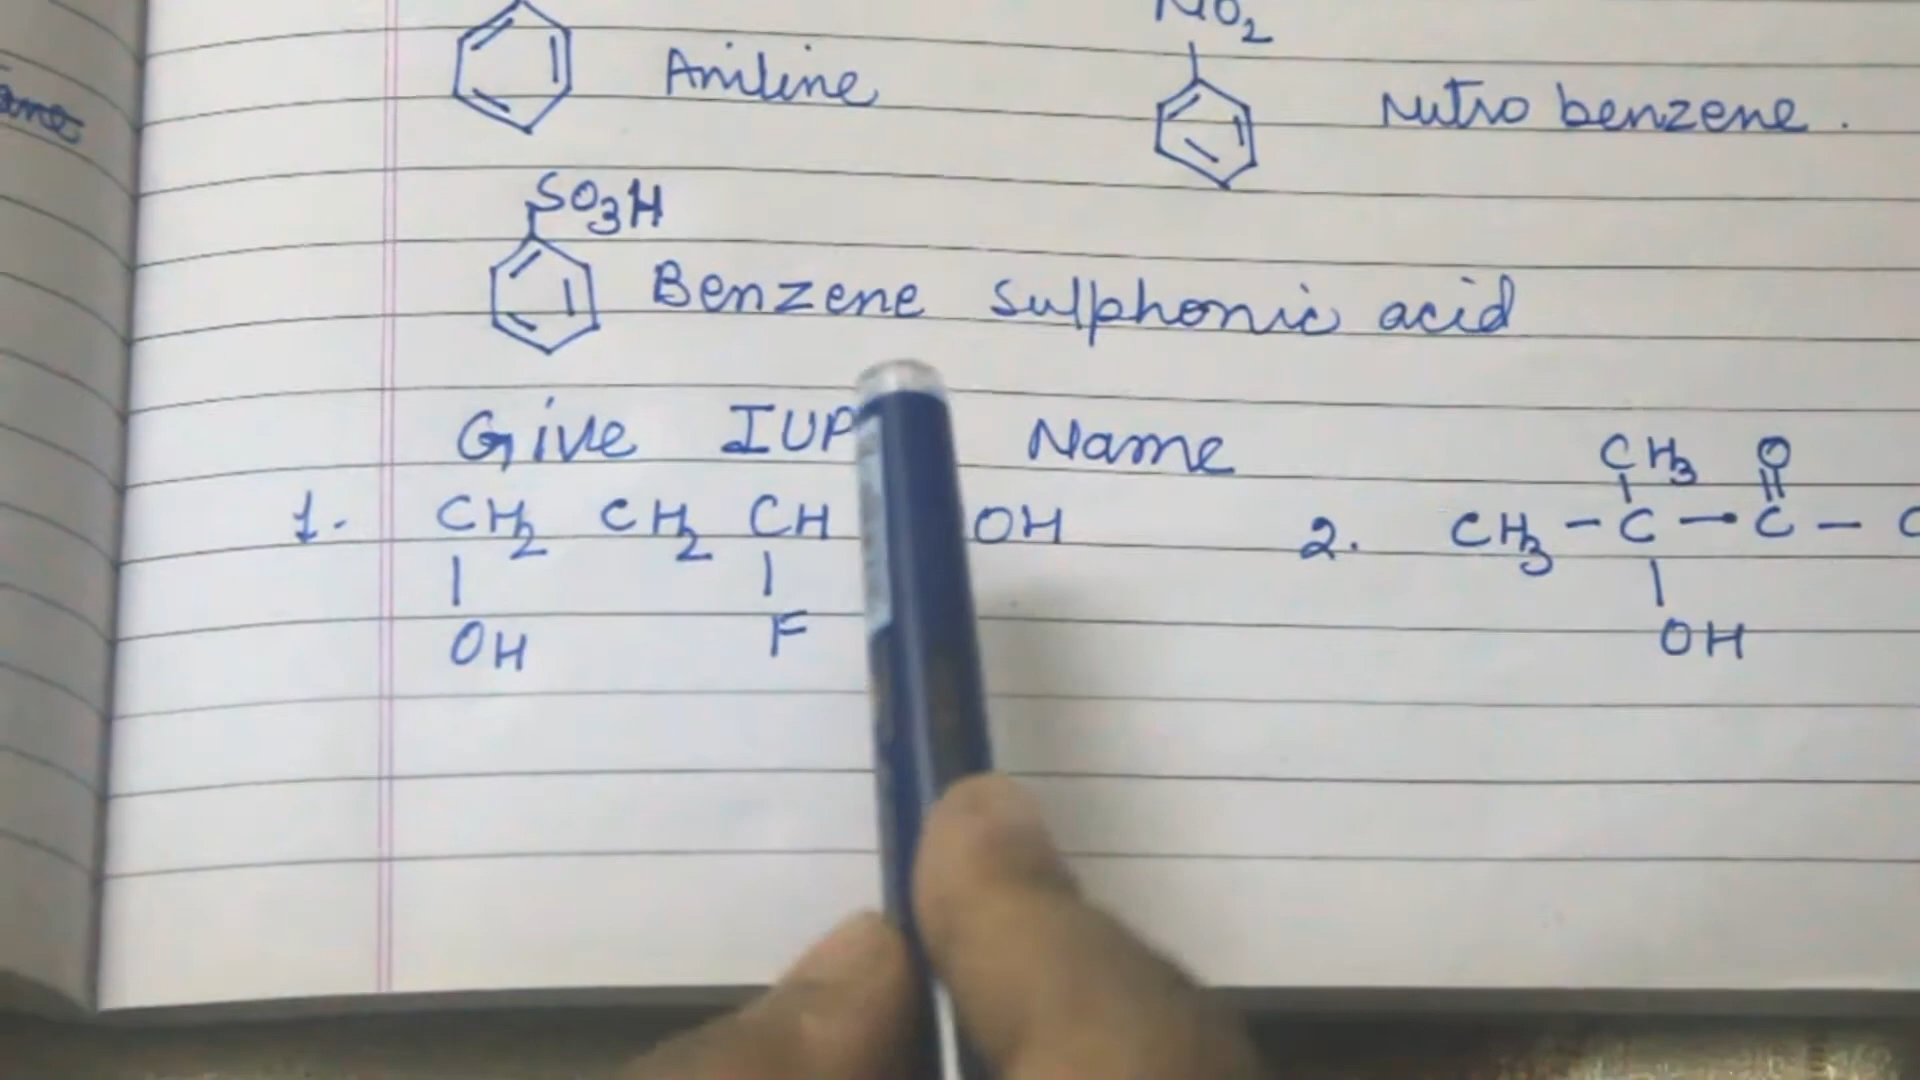 Aniline
NO2
Nitro benzene.
SO3H
Benzene Sulphonic acid
Give IUP Name
1. CH2 CH2 CH OH
OH F
CH3 O
2. CH3 - C - C - C
OH